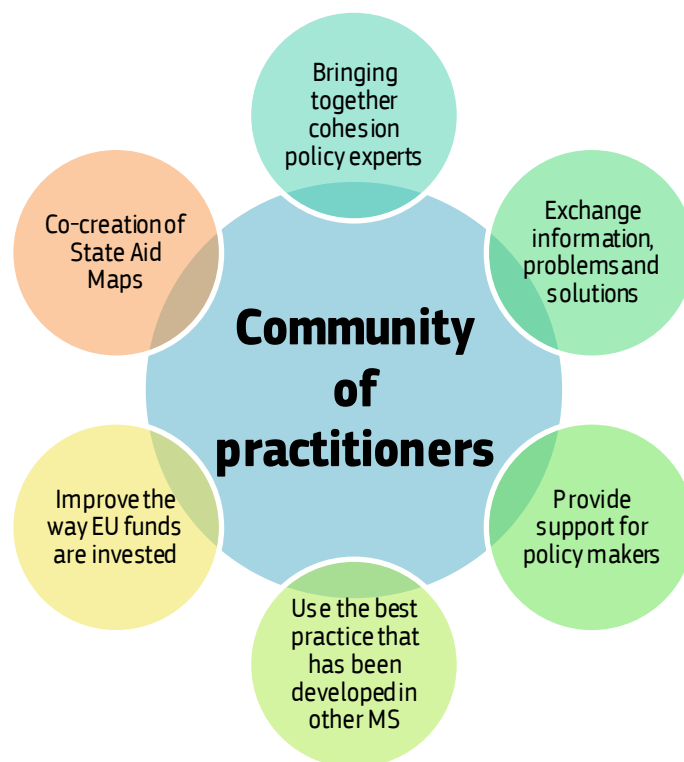 Bringing
together
cohesion
policy experts
Exchange
information,
problems and
solutions
Provide
support for
policy makers
Use the best
practice that
has been
developed in
other MS
Improve the
way EU funds
are invested
Co-creation of
State Aid
Maps
Community
of
practitioners